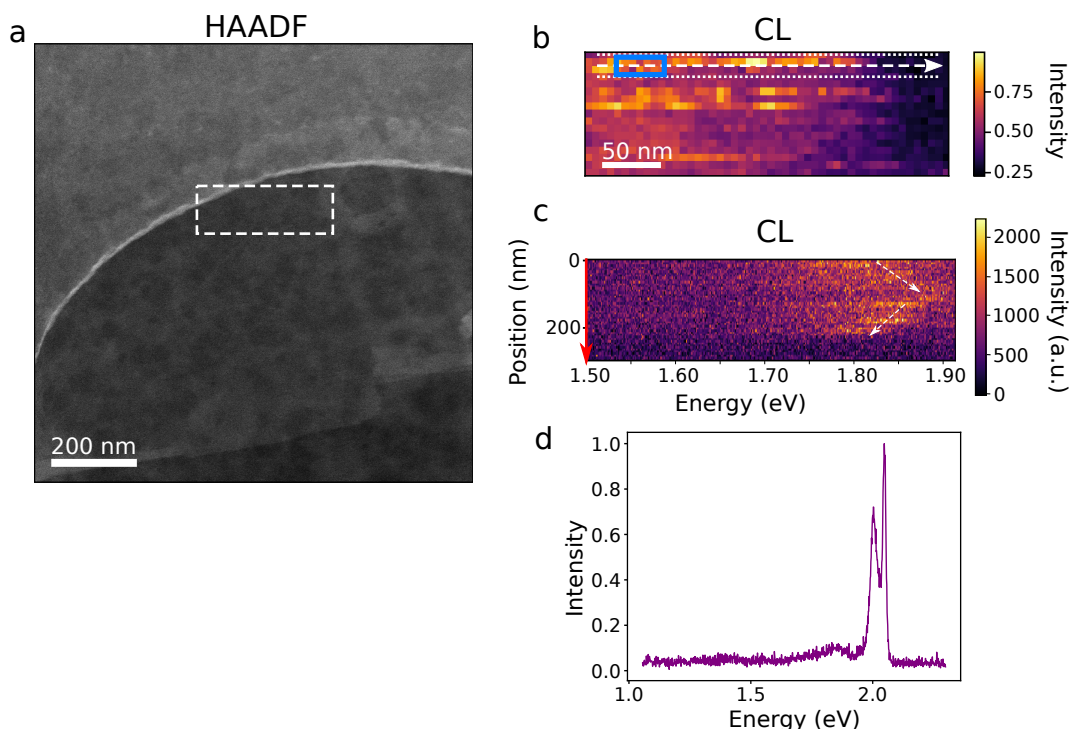 a
HAADF
200 nm
b
CL
50 nm
0.75
0.50
0.25
Intensity
c
CL
Position (nm)
0
200
1.50
1.60
1.70
1.80
1.90
Energy (eV)
2000
1500
1000
500
0
Intensity (a.u.)
d
Intensity
1.0
0.8
0.6
0.4
0.2
0.0
1.0
1.5
2.0
Energy (eV)